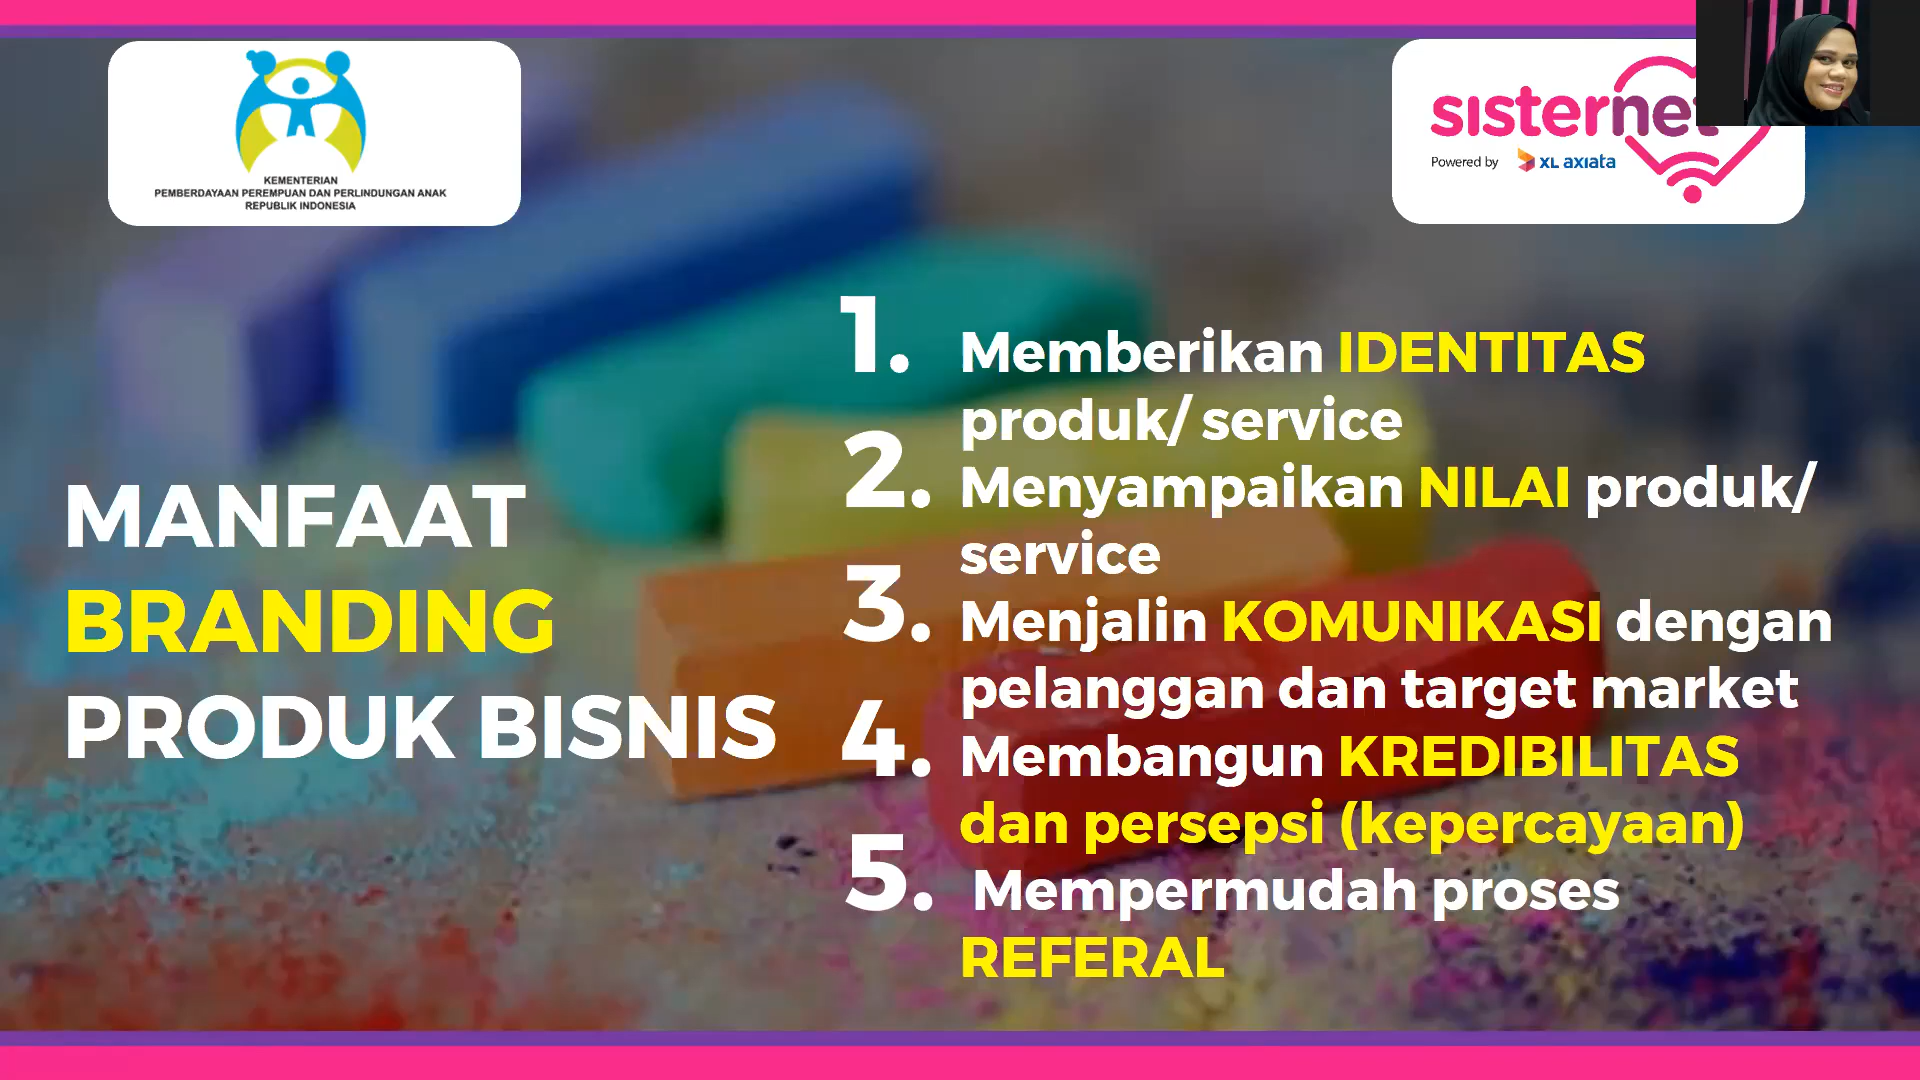 KEMENTERIAN
PEMBERDAYAAN PEREMPUAN DAN PERLINDUNGAN ANAK
REPUBLIK INDONESIA
sisternet
Powered by XL axiata
MANFAAT
BRANDING
PRODUK BISNIS
1. Memberikan IDENTITAS
produk/ service
2. Menyampaikan NILAI produk/
service
3. Menjalin KOMUNIKASI dengan
pelanggan dan target market
4. Membangun KREDIBILITAS
dan persepsi (kepercayaan)
5. Mempermudah proses
REFERAL